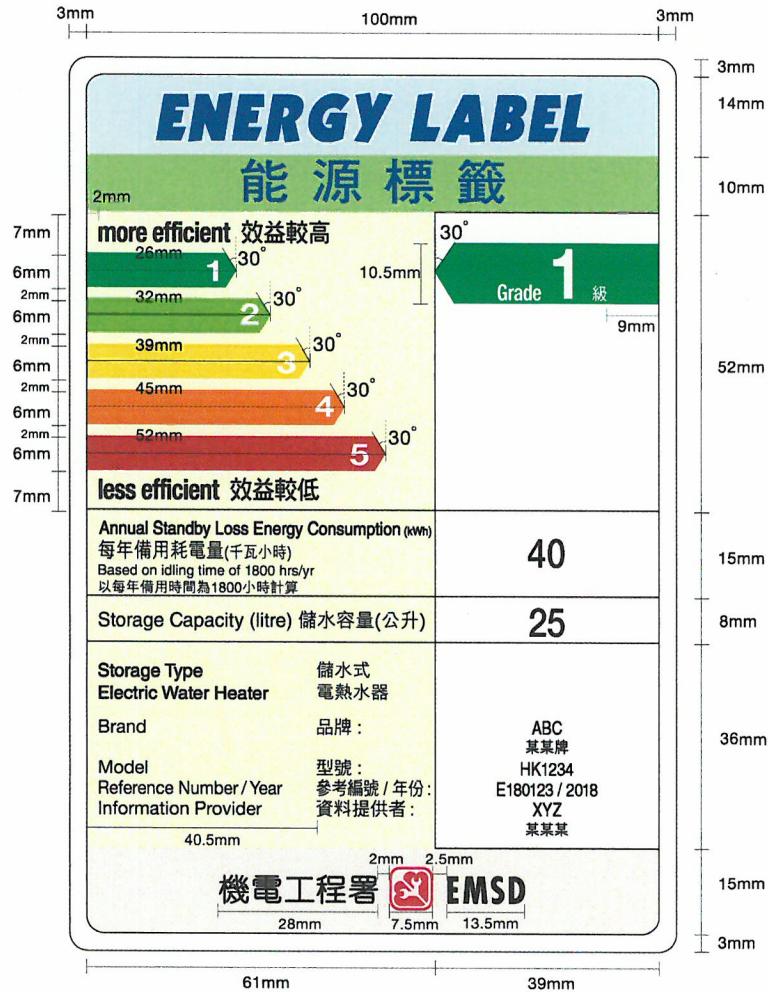 3mm 100mm 3mm
3mm
ENERGY LABEL
14mm
能源標籤
10mm
2mm
7mm more efficient 效益較高 30°
6mm 26mm 1 30° 10.5mm Grade 1 級
2mm
6mm 32mm 2 30° 9mm
2mm
6mm 39mm 3 30° 52mm
2mm
6mm 45mm 4 30°
2mm
6mm 52mm 5 30°
7mm less efficient 效益較低
Annual Standby Loss Energy Consumption (kWh)
每年備用耗電量(千瓦小時) 40 15mm
Based on idling time of 1800 hrs/yr
以每年備用時間為1800小時計算
Storage Capacity (litre) 儲水容量(公升) 25 8mm
Storage Type 儲水式
Electric Water Heater 電熱水器
Brand 品牌 : ABC 36mm
某某牌
Model 型號 : HK1234
Reference Number / Year 參考編號 / 年份 : E180123 / 2018
Information Provider 資料提供者 : XYZ
某某某
40.5mm
2mm 2.5mm
機電工程署 EMSD 15mm
28mm 7.5mm 13.5mm
3mm
61mm 39mm